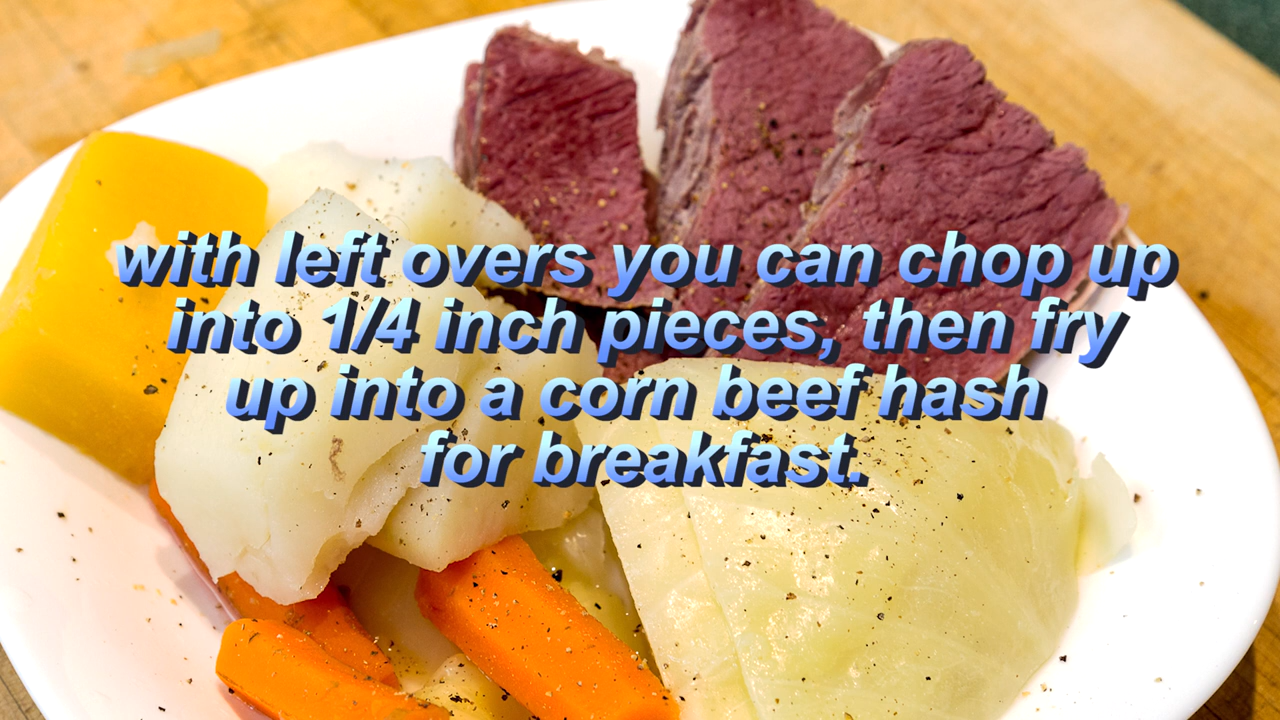 with left overs you can chop up
into 1/4 inch pieces, then fry
up into a corn beef hash
for breakfast.